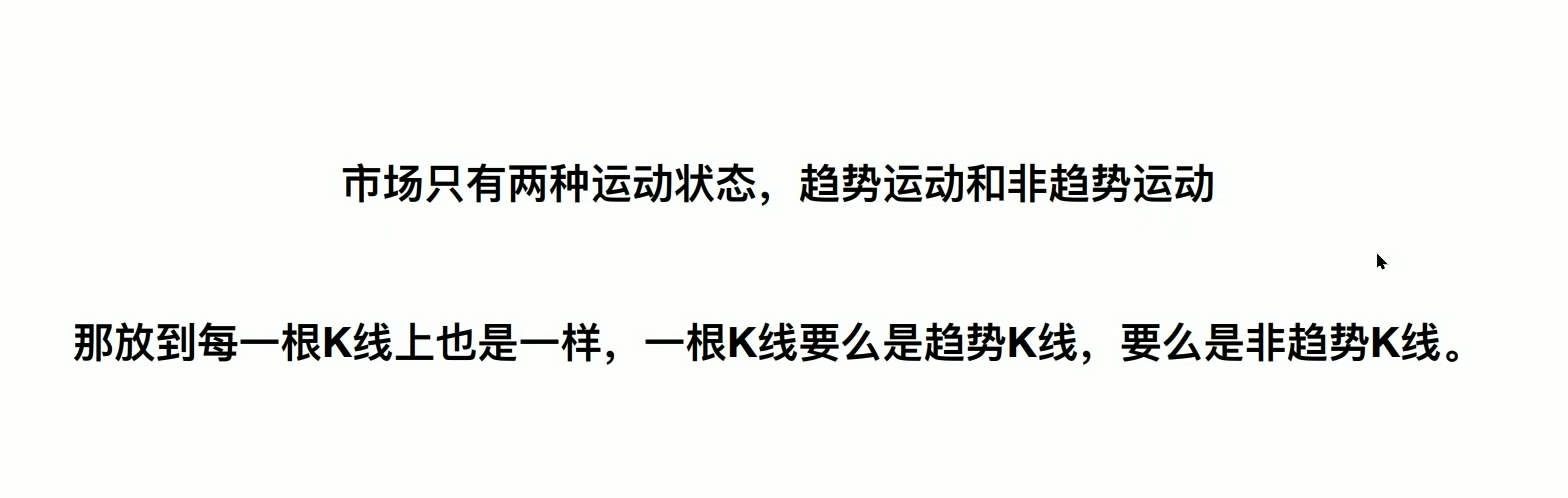 市场只有两种运动状态，趋势运动和非趋势运动
那放到每一根K线上也是一样，一根K线要么是趋势K线，要么是非趋势K线。